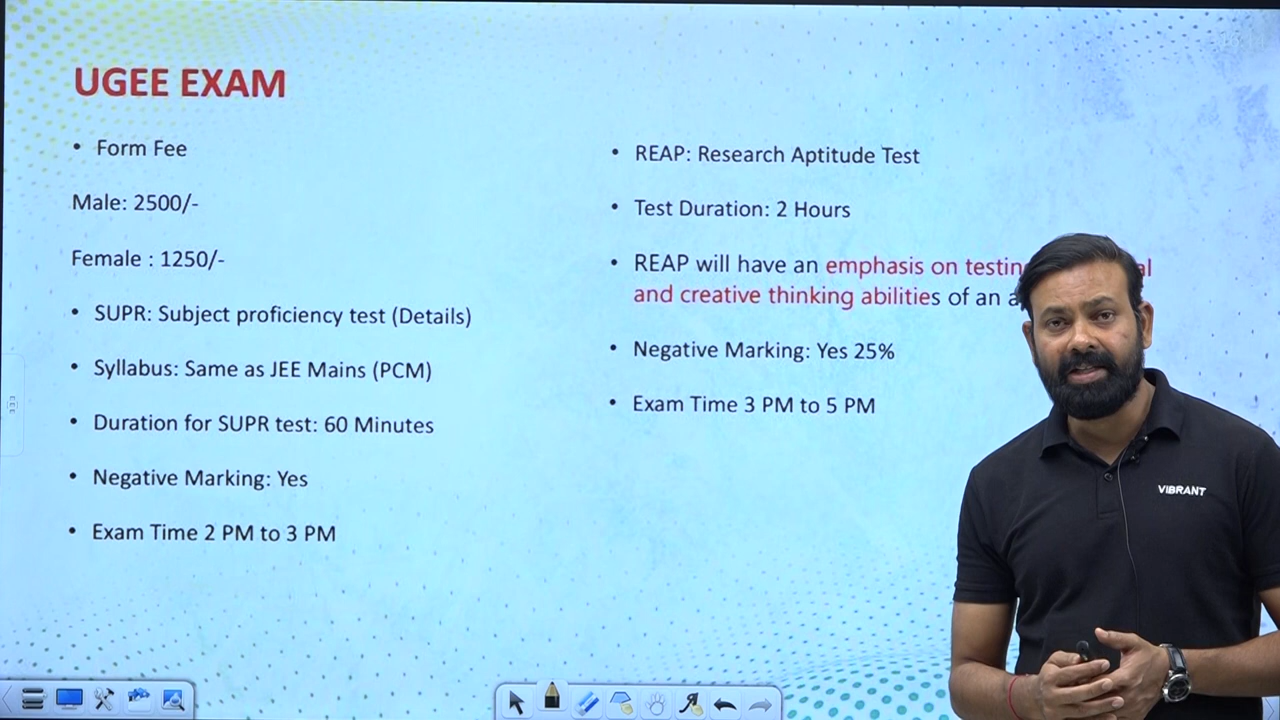 UGEE EXAM
• Form Fee
Male: 2500/-
Female : 1250/-
• SUPR: Subject proficiency test (Details)
• Syllabus: Same as JEE Mains (PCM)
• Duration for SUPR test: 60 Minutes
• Negative Marking: Yes
• Exam Time 2 PM to 3 PM
• REAP: Research Aptitude Test
• Test Duration: 2 Hours
• REAP will have an emphasis on testing
and creative thinking abilities of an
• Negative Marking: Yes 25%
• Exam Time 3 PM to 5 PM
VIBRANT